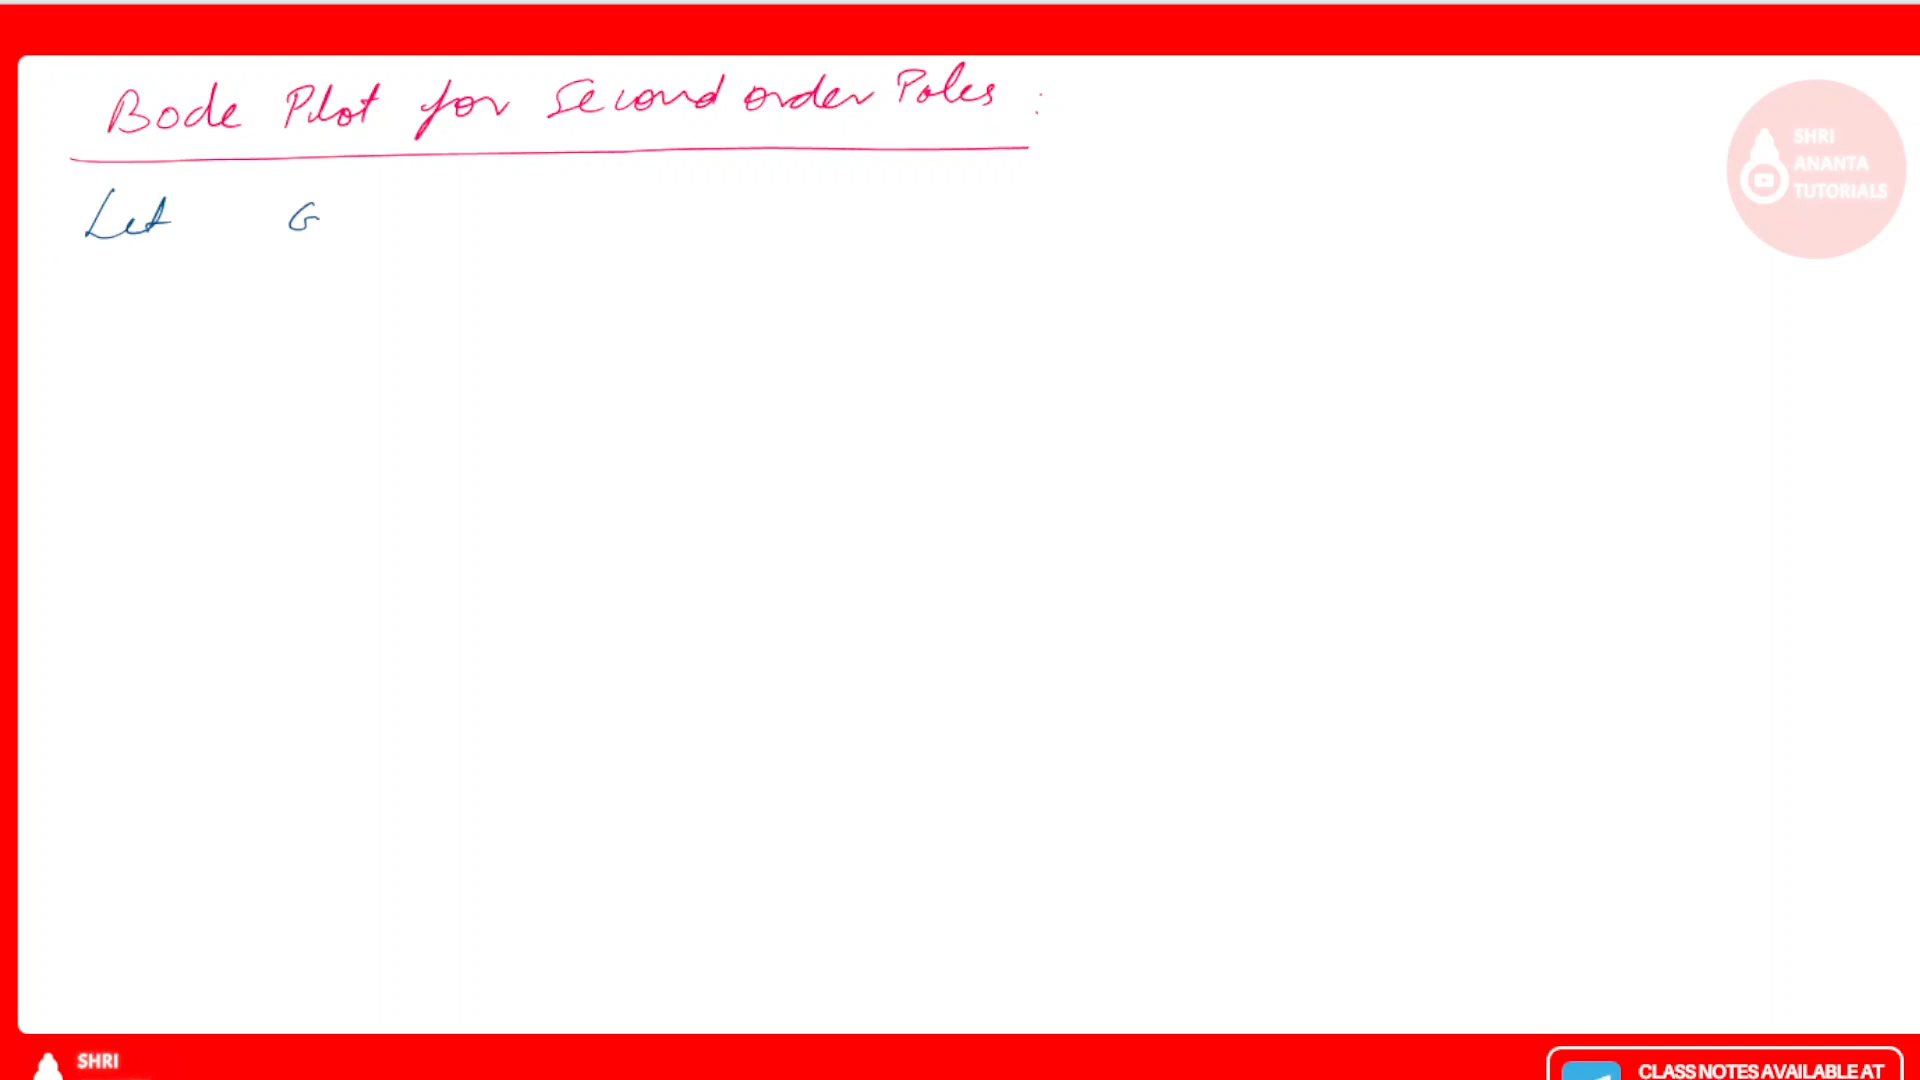 Bode Plot for Second order Poles :
Let G
SHRI
ANANTA
TUTORIALS
SHRI
CLASS NOTES AVAILABLE AT